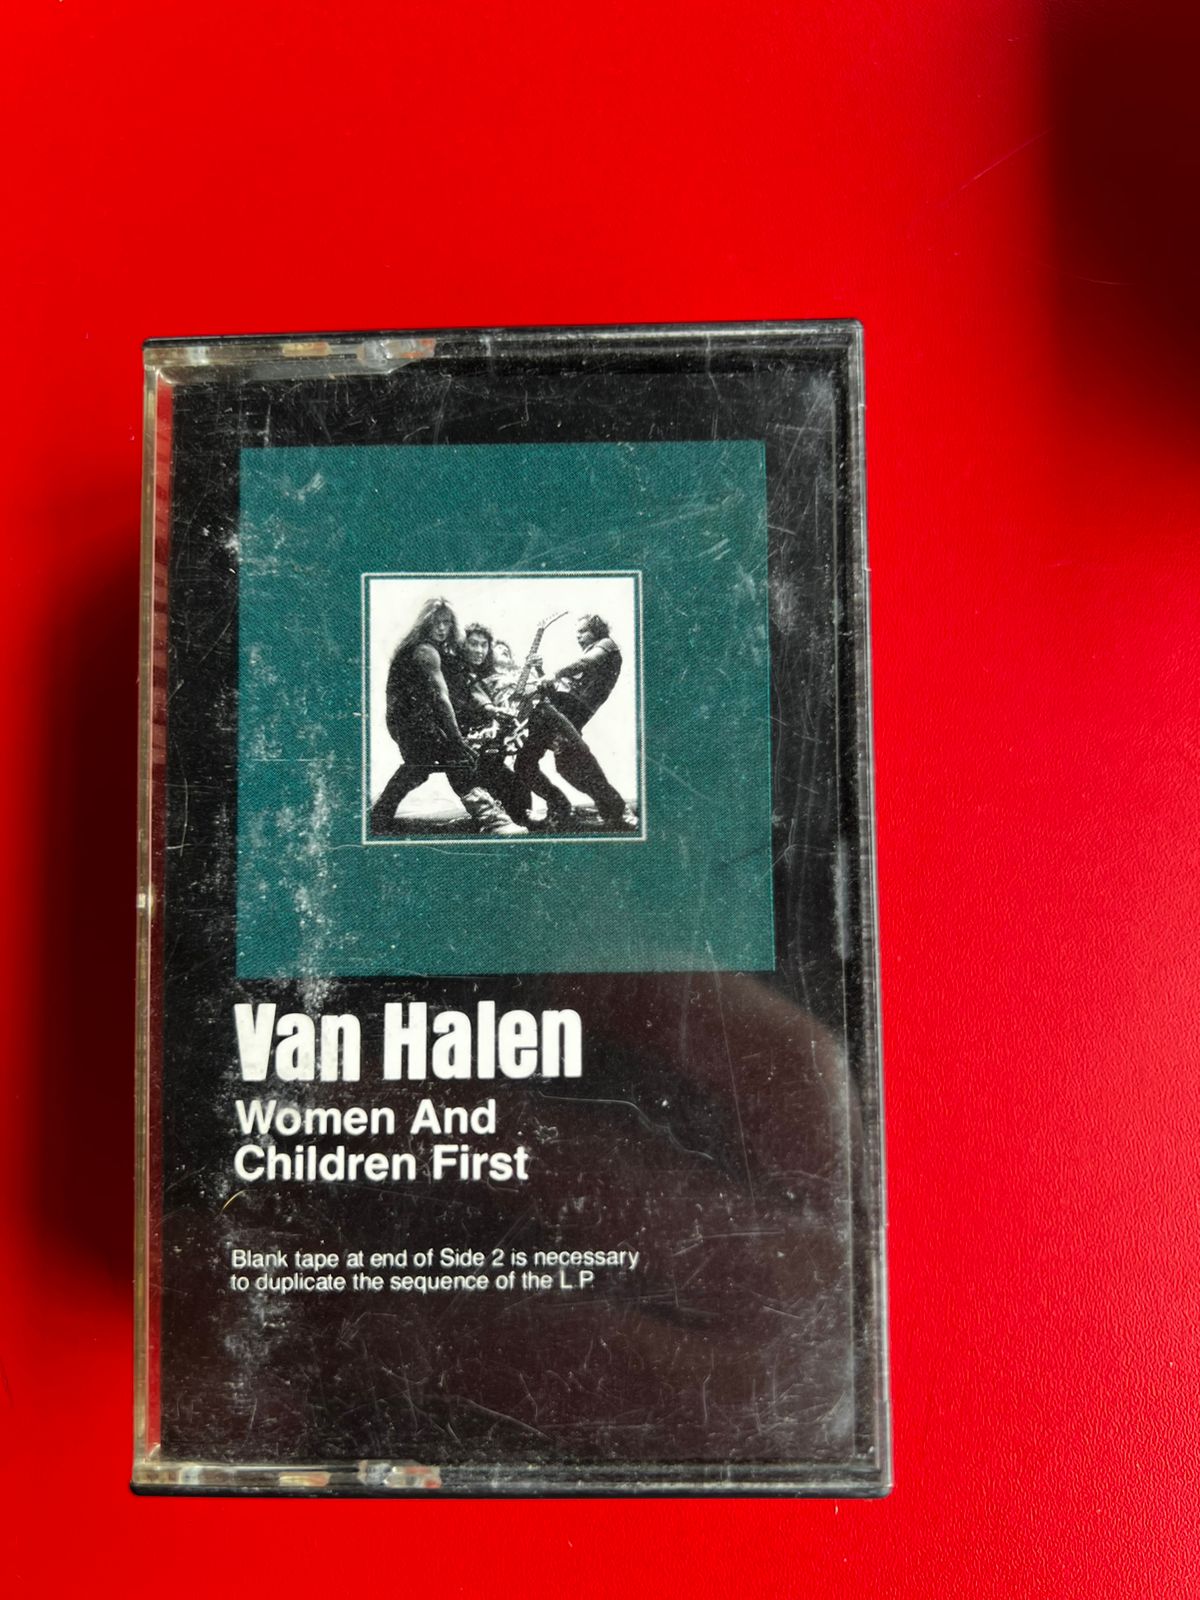 Van Halen
Women And
Children First
Blank tape at end of Side 2 is necessary
to duplicate the sequence of the L.P.